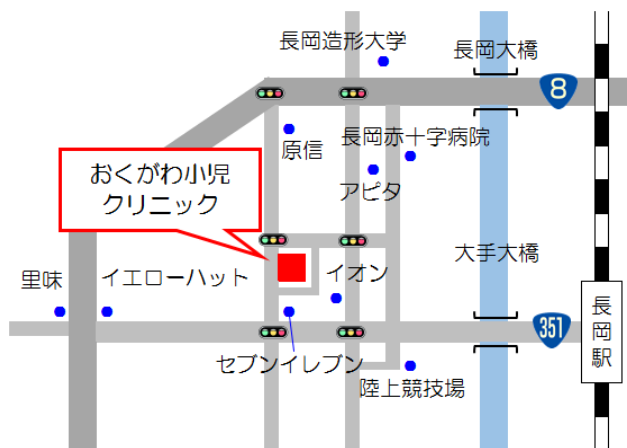 長岡造形大学
長岡大橋
8
原信
長岡赤十字病院
アピタ
おくがわ小児
クリニック
大手大橋
里味
イエローハット
イオン
351
長岡駅
セブンイレブン
陸上競技場